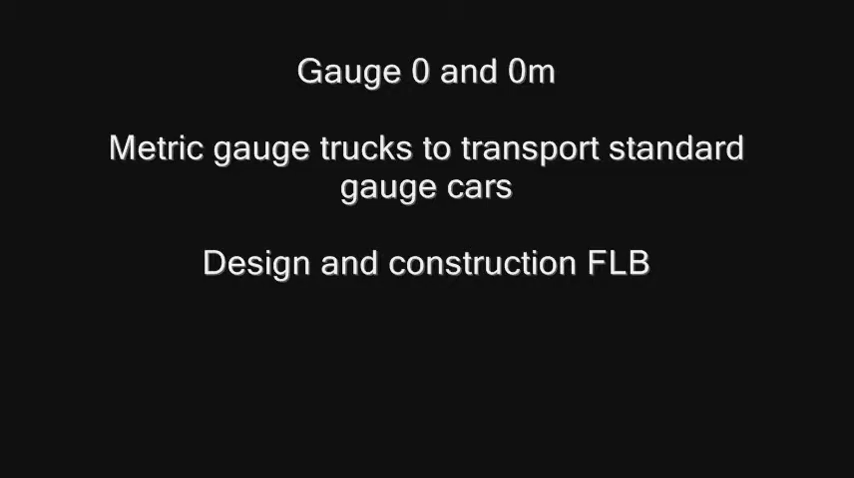 Gauge 0 and 0m
Metric gauge trucks to transport standard
gauge cars
Design and construction FLB